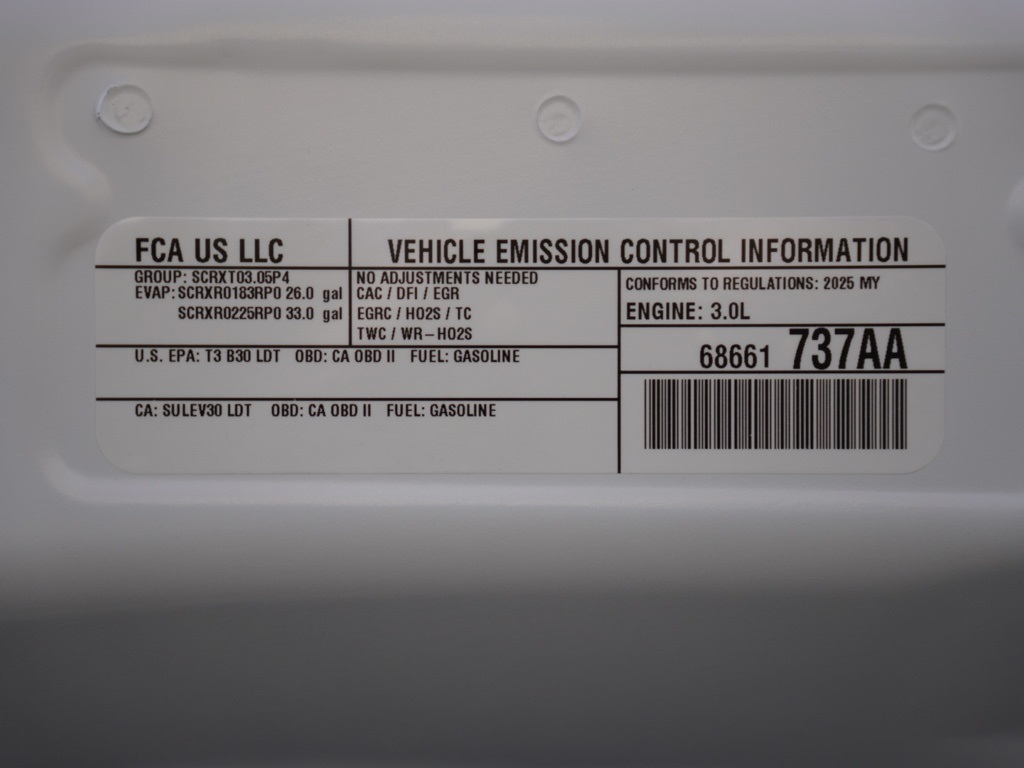 FCA US LLC
VEHICLE EMISSION CONTROL INFORMATION
GROUP: SCRXT03.05P4
EVAP: SCRXR0183RP0 26.0 gal
SCRXR0225RP0 33.0 gal
NO ADJUSTMENTS NEEDED
CAC / DFI / EGR
EGRC / HO2S / TC
TWC / WR-HO2S
CONFORMS TO REGULATIONS: 2025 MY
ENGINE: 3.0L
68661 737AA
U.S. EPA: T3 B30 LDT OBD: CA OBD II FUEL: GASOLINE
CA: SULEV30 LDT OBD: CA OBD II FUEL: GASOLINE